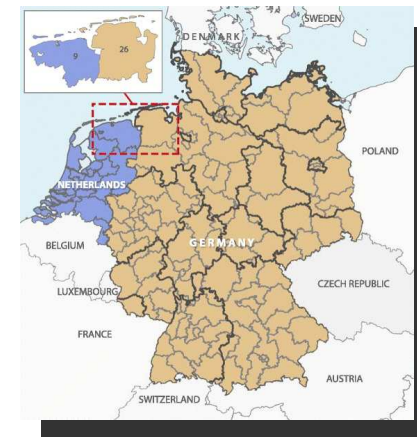 SWEDEN
DENMARK
9
26
POLAND
NETHERLANDS
BELGIUM
GERMANY
LUXEMBOURG
CZECH REPUBLIC
FRANCE
AUSTRIA
SWITZERLAND